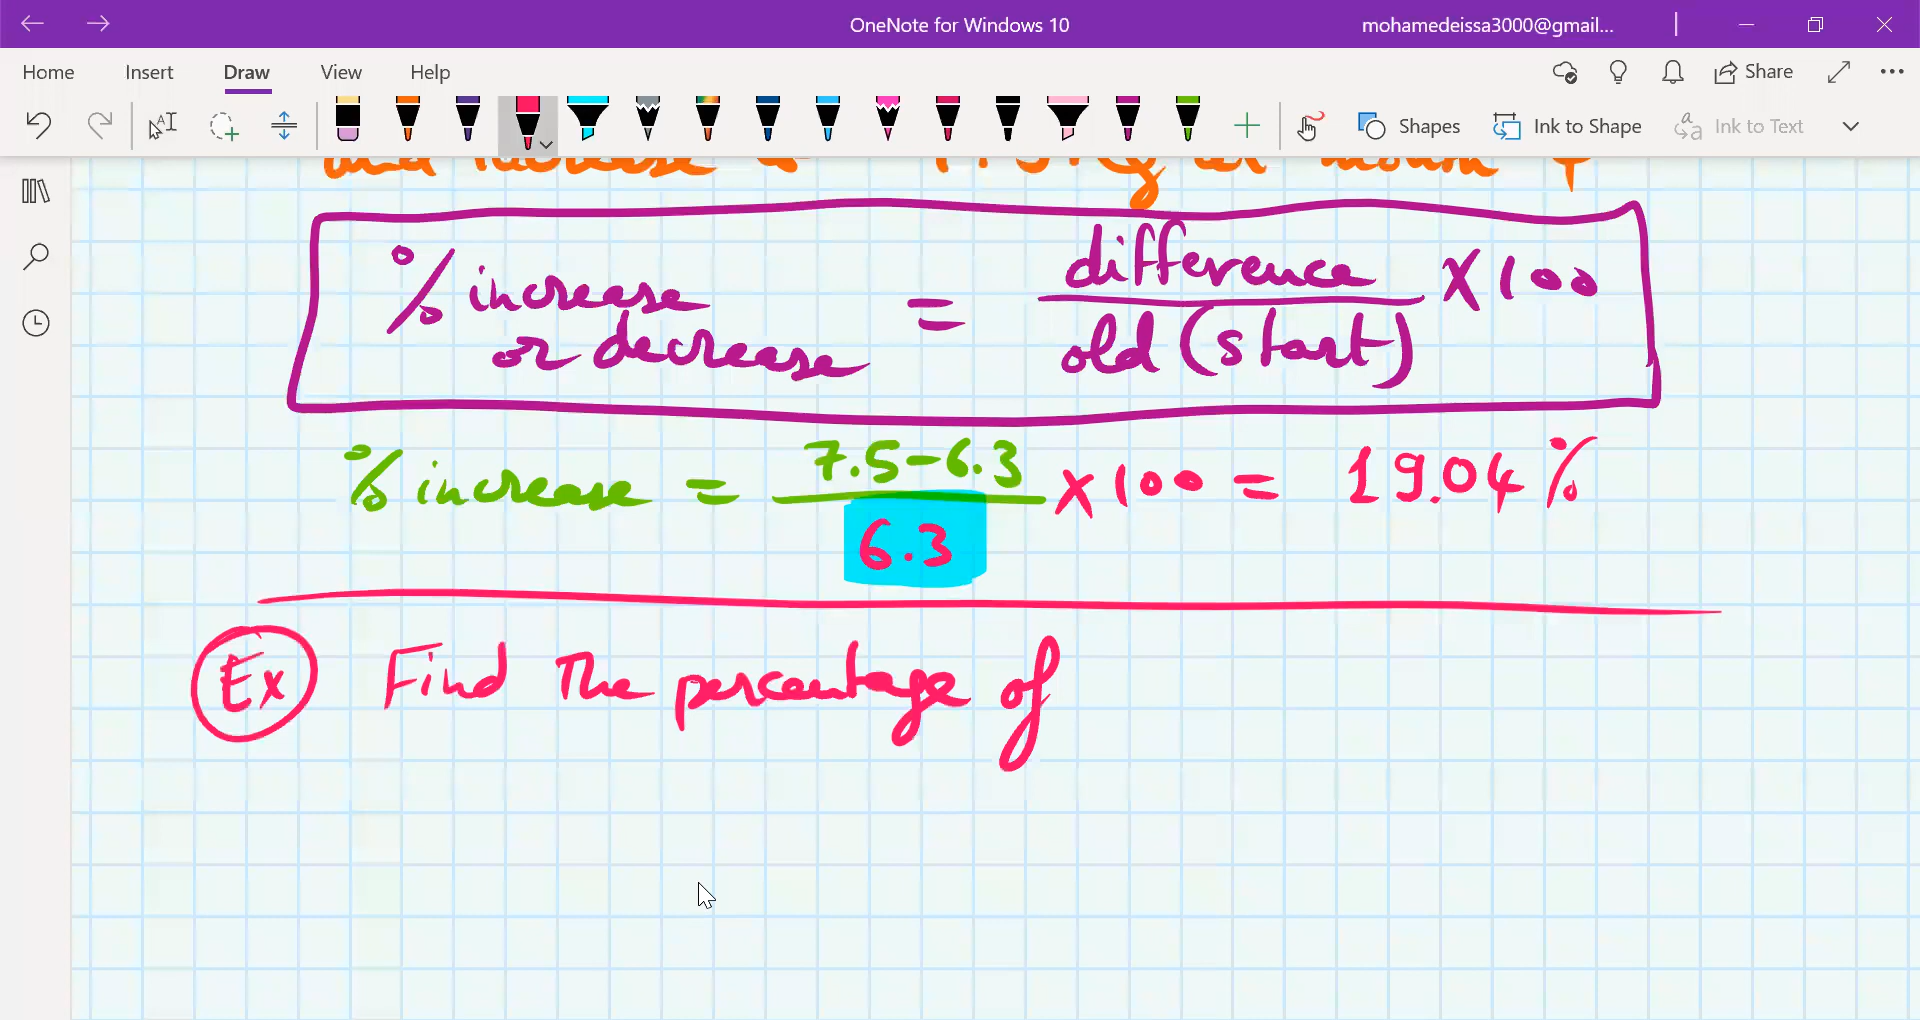 OneNote for Windows 10
mohamedeissa3000@gmail...
Home Insert Draw View Help
Share
Shapes Ink to Shape Ink to Text
and increase
% increase or decrease = difference / old (start) × 100
% increase = 7.5-6.3 / 6.3 × 100 = 19.04 %
Ex Find The percentage of